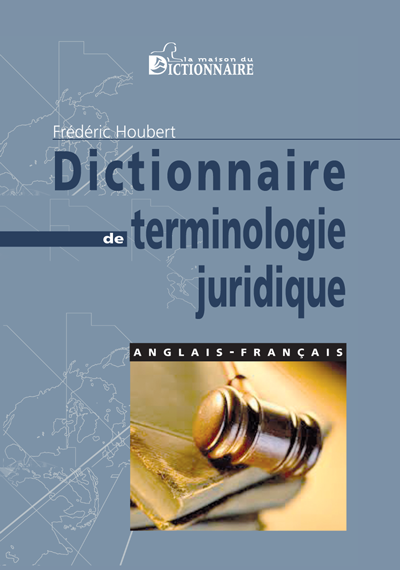 la maison du
DICTIONNAIRE
Frédéric Houbert
Dictionnaire
de terminologie
juridique
ANGLAIS-FRANÇAIS